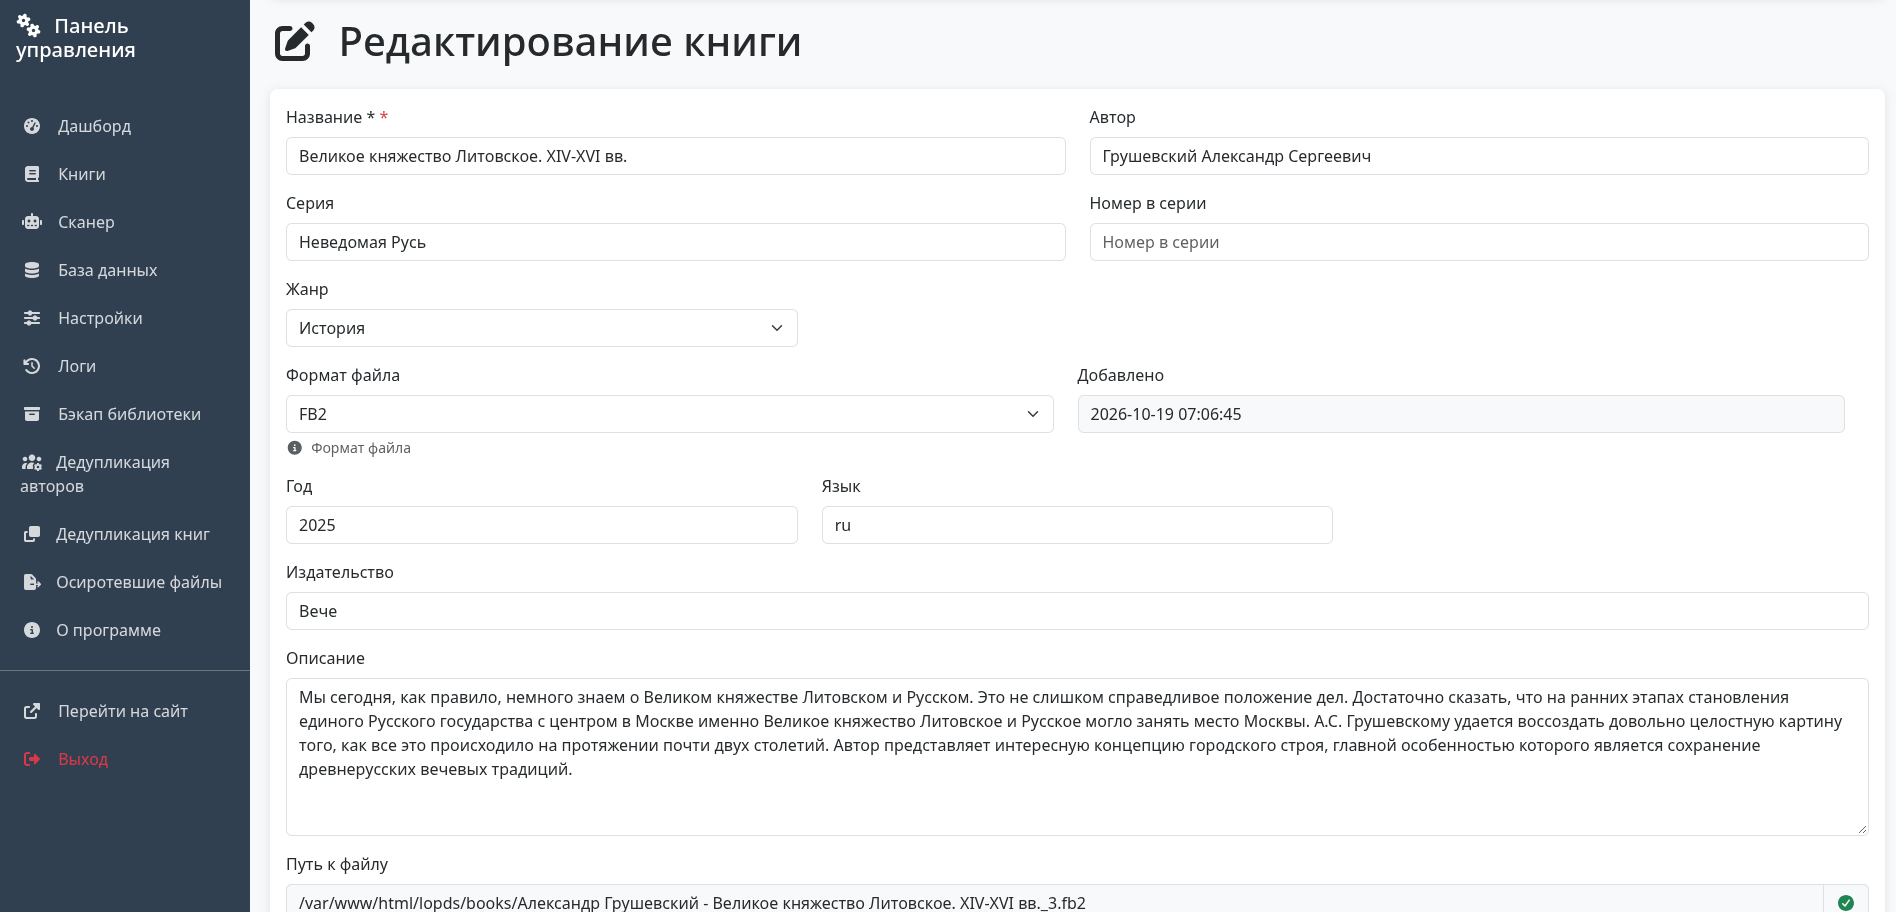 Панель
управления
Дашборд
Книги
Сканер
База данных
Настройки
Логи
Бэкап библиотеки
Дедупликация
авторов
Дедупликация книг
Осиротевшие файлы
О программе
Перейти на сайт
Выход
Редактирование книги
Название * *
Великое княжество Литовское. XIV-XVI вв.
Автор
Грушевский Александр Сергеевич
Серия
Неведомая Русь
Номер в серии
Номер в серии
Жанр
История
Формат файла
FB2
Формат файла
Добавлено
2026-10-19 07:06:45
Год
2025
Язык
ru
Издательство
Вече
Описание
Мы сегодня, как правило, немного знаем о Великом княжестве Литовском и Русском. Это не слишком справедливое положение дел. Достаточно сказать, что на ранних этапах становления
единого Русского государства с центром в Москве именно Великое княжество Литовское и Русское могло занять место Москвы. А.С. Грушевскому удается воссоздать довольно целостную картину
того, как все это происходило на протяжении почти двух столетий. Автор представляет интересную концепцию городского строя, главной особенностью которого является сохранение
древнерусских вечевых традиций.
Путь к файлу
/var/www/html/lopds/books/Александр Грушевский - Великое княжество Литовское. XIV-XVI вв._3.fb2